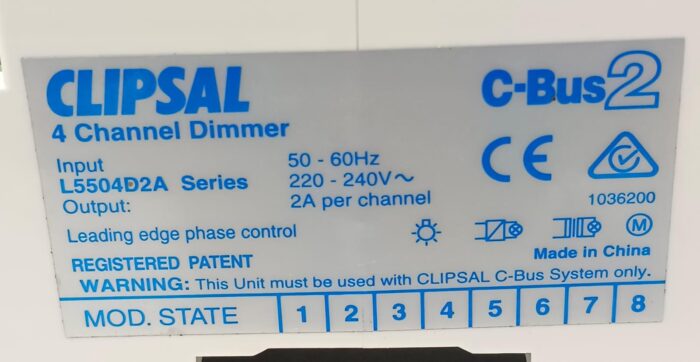 CLIPSAL C-Bus2
4 Channel Dimmer
Input 50 - 60Hz
L5504D2A Series 220 - 240V~
Output: 2A per channel
1036200
Leading edge phase control M
REGISTERED PATENT Made in China
WARNING: This Unit must be used with CLIPSAL C-Bus System only.
MOD. STATE 1 2 3 4 5 6 7 8